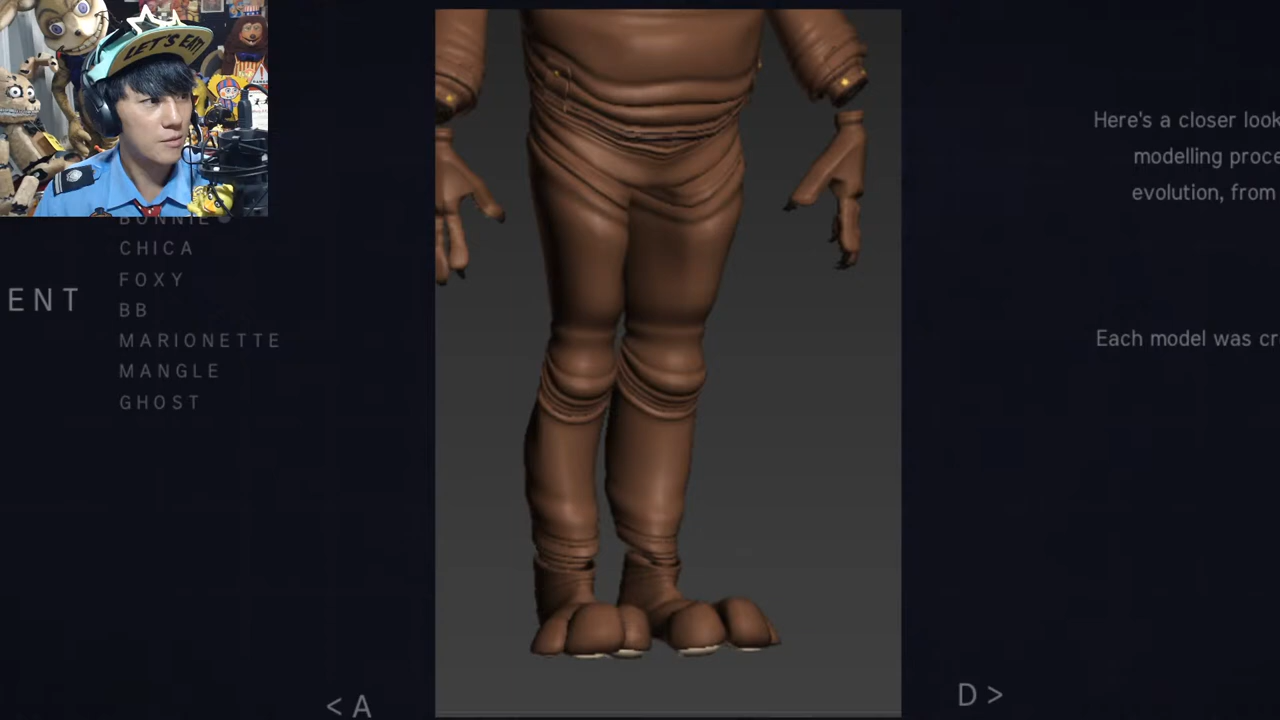 LET'S EAT!
Here's a closer look
modelling proce
evolution, from
BONNIE
CHICA
FOXY
ENT
BB
MARIONETTE
Each model was cr
MANGLE
GHOST
< A
D >